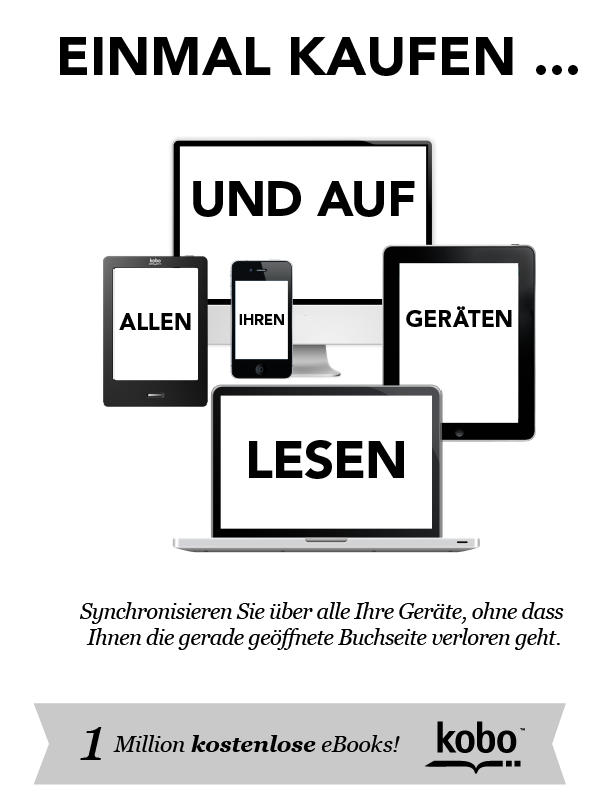 EINMAL KAUFEN ...
UND AUF
kobo
ALLEN
IHREN
GERÄTEN
LESEN
Synchronisieren Sie über alle Ihre Geräte, ohne dass
Ihnen die gerade geöffnete Buchseite verloren geht.
1 Million kostenlose eBooks!
kobo™